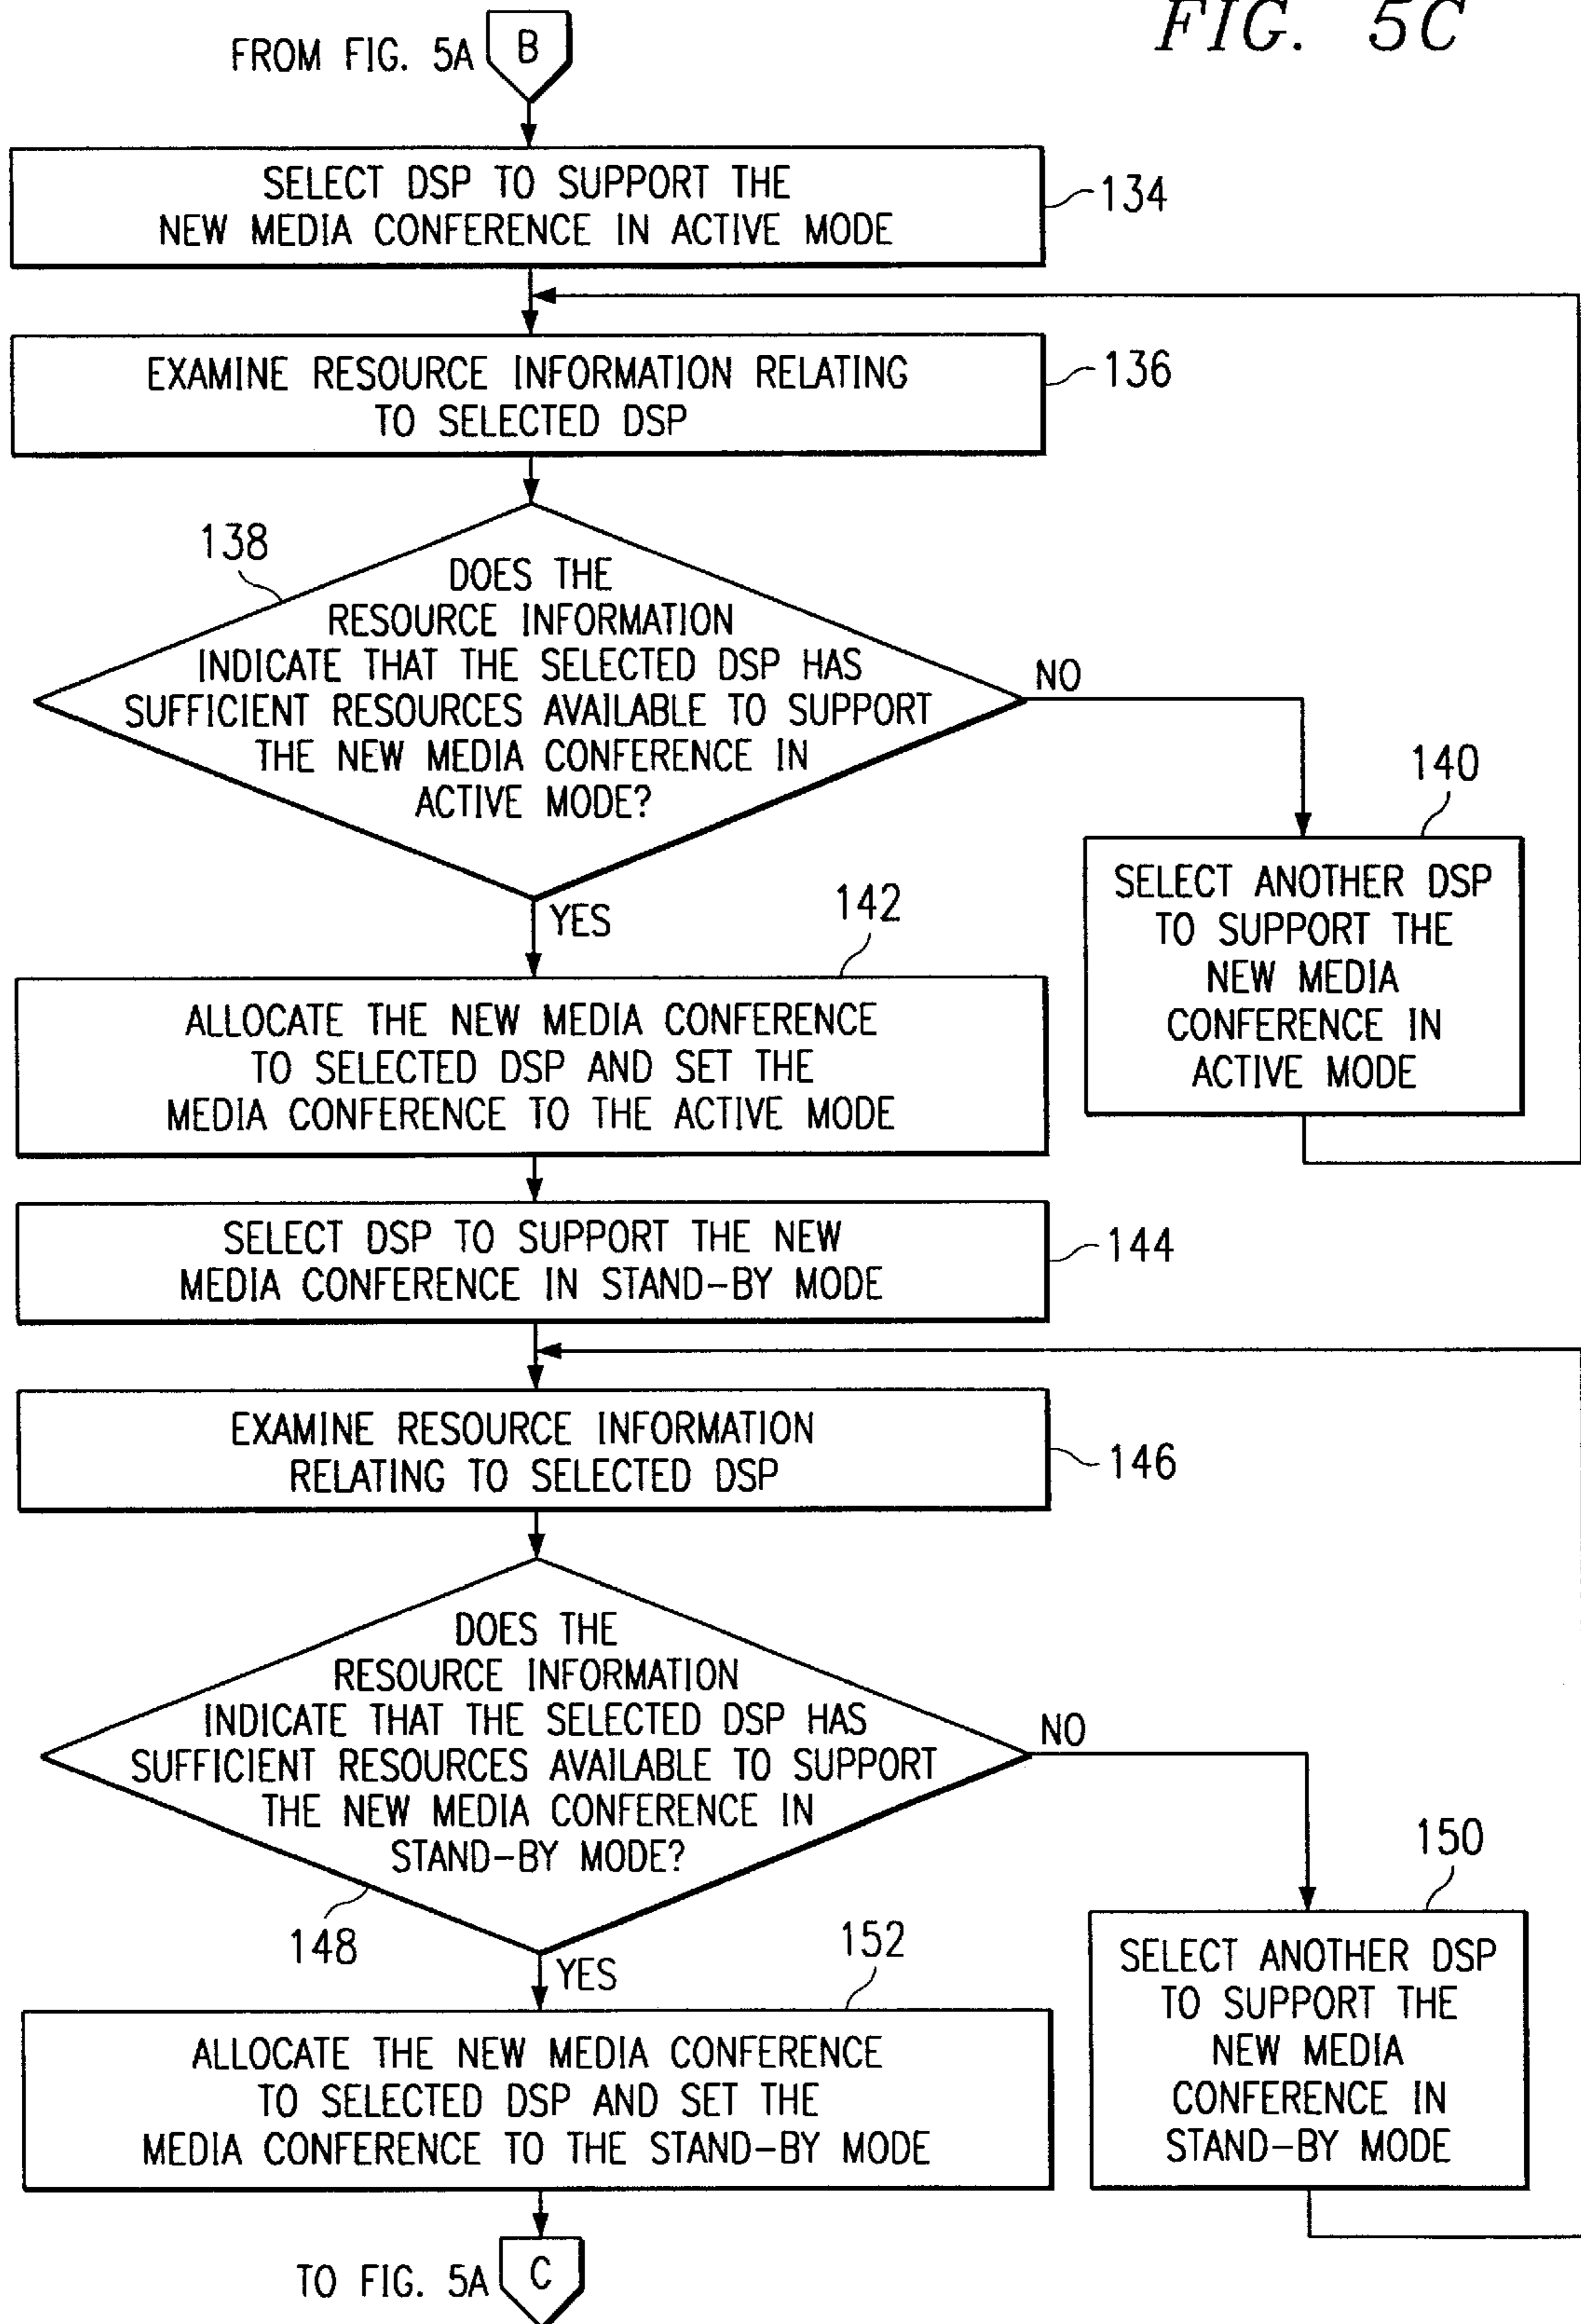 FIG. 5C
FROM FIG. 5A
B
SELECT DSP TO SUPPORT THE
NEW MEDIA CONFERENCE IN ACTIVE MODE
134
EXAMINE RESOURCE INFORMATION RELATING
TO SELECTED DSP
136
138
DOES THE
RESOURCE INFORMATION
INDICATE THAT THE SELECTED DSP HAS
SUFFICIENT RESOURCES AVAILABLE TO SUPPORT
THE NEW MEDIA CONFERENCE IN
ACTIVE MODE?
NO
YES
140
SELECT ANOTHER DSP
TO SUPPORT THE
NEW MEDIA
CONFERENCE IN
ACTIVE MODE
142
ALLOCATE THE NEW MEDIA CONFERENCE
TO SELECTED DSP AND SET THE
MEDIA CONFERENCE TO THE ACTIVE MODE
SELECT DSP TO SUPPORT THE NEW
MEDIA CONFERENCE IN STAND-BY MODE
144
EXAMINE RESOURCE INFORMATION
RELATING TO SELECTED DSP
146
DOES THE
RESOURCE INFORMATION
INDICATE THAT THE SELECTED DSP HAS
SUFFICIENT RESOURCES AVAILABLE TO SUPPORT
THE NEW MEDIA CONFERENCE IN
STAND-BY MODE?
NO
148
YES
150
SELECT ANOTHER DSP
TO SUPPORT THE
NEW MEDIA
CONFERENCE IN
STAND-BY MODE
152
ALLOCATE THE NEW MEDIA CONFERENCE
TO SELECTED DSP AND SET THE
MEDIA CONFERENCE TO THE STAND-BY MODE
TO FIG. 5A
C